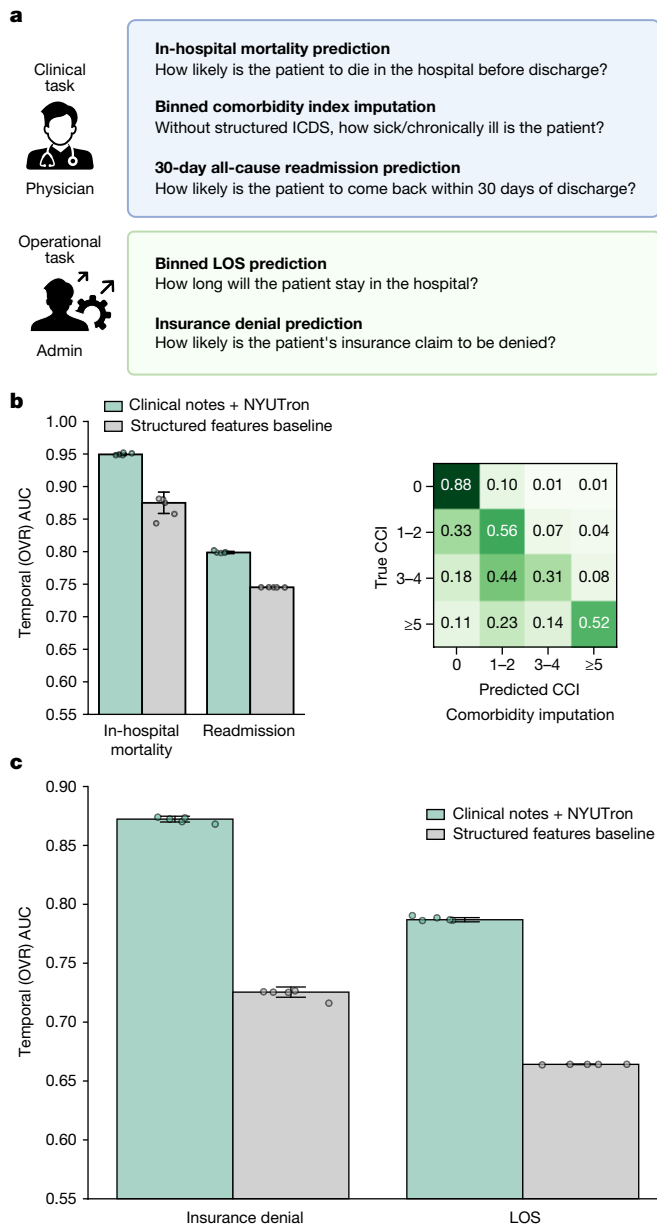 a
Clinical
task
Physician
In-hospital mortality prediction
How likely is the patient to die in the hospital before discharge?
Binned comorbidity index imputation
Without structured ICDS, how sick/chronically ill is the patient?
30-day all-cause readmission prediction
How likely is the patient to come back within 30 days of discharge?
Operational
task
Admin
Binned LOS prediction
How long will the patient stay in the hospital?
Insurance denial prediction
How likely is the patient's insurance claim to be denied?
b
Clinical notes + NYUTron
Structured features baseline
Temporal (OVR) AUC
1.00
0.95
0.90
0.85
0.80
0.75
0.70
0.65
0.60
0.55
In-hospital
mortality
Readmission
True CCI
0 0.88 0.10 0.01 0.01
1–2 0.33 0.56 0.07 0.04
3–4 0.18 0.44 0.31 0.08
≥5 0.11 0.23 0.14 0.52
0 1–2 3–4 ≥5
Predicted CCI
Comorbidity imputation
c
Clinical notes + NYUTron
Structured features baseline
Temporal (OVR) AUC
0.90
0.85
0.80
0.75
0.70
0.65
0.60
0.55
Insurance denial
LOS